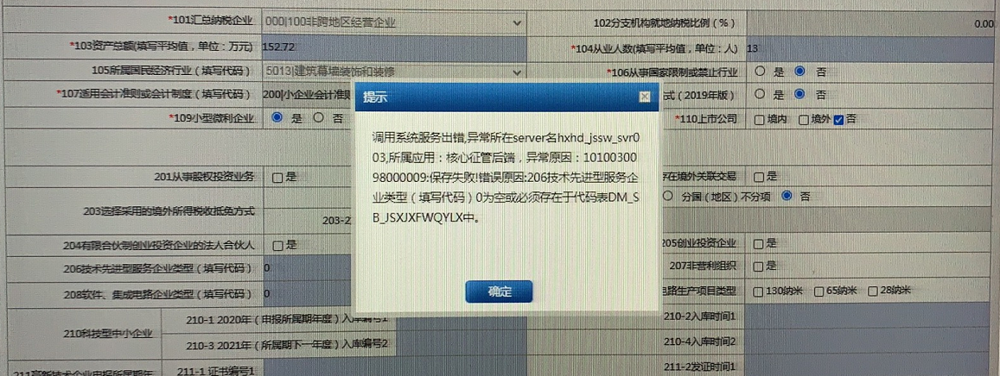 *101汇总纳税企业 000|100非跨地区经营企业 102分支机构就地纳税比例（%） 0.00
*103资产总额(填写平均值，单位：万元) 152.72 *104从业人数(填写平均值，单位：人) 13
105所属国民经济行业（填写代码） 5013|建筑幕墙装饰和装修 *106从事国家限制或禁止行业 是 否
*107适用会计准则或会计制度（填写代码） 200|小企业会计准则 式（2019年版） 是 否
*109小型微利企业 是 否 *110上市公司 境内 境外 否
提示
调用系统服务出错,异常所在server名hxhd_jssw_svr0
03,所属应用：核心征管后端，异常原因：10100300
98000009:保存失败!错误原因:206技术先进型服务企
业类型（填写代码）0为空或必须存在于代码表DM_S
B_JSXJXFWQYLX中。
确定
201从事股权投资业务 是 存在境外关联交易 是
203选择采用的境外所得税收抵免方式 分国（地区）不分项 否
203-2
204有限合伙制创业投资企业的法人合伙人 是 205创业投资企业 是
206技术先进型服务企业类型（填写代码） 0 207非营利组织 是
208软件、集成电路企业类型（填写代码） 0 电路生产项目类型 130纳米 65纳米 28纳米
210科技型中小企业 210-1 2020年（申报所属期年度）入库编号1 210-2入库时间1
210-3 2021年（所属期下一年度）入库编号2 210-4入库时间2
211高新技术企业申报所属期年 211-1 证书编号1 211-2发证时间1